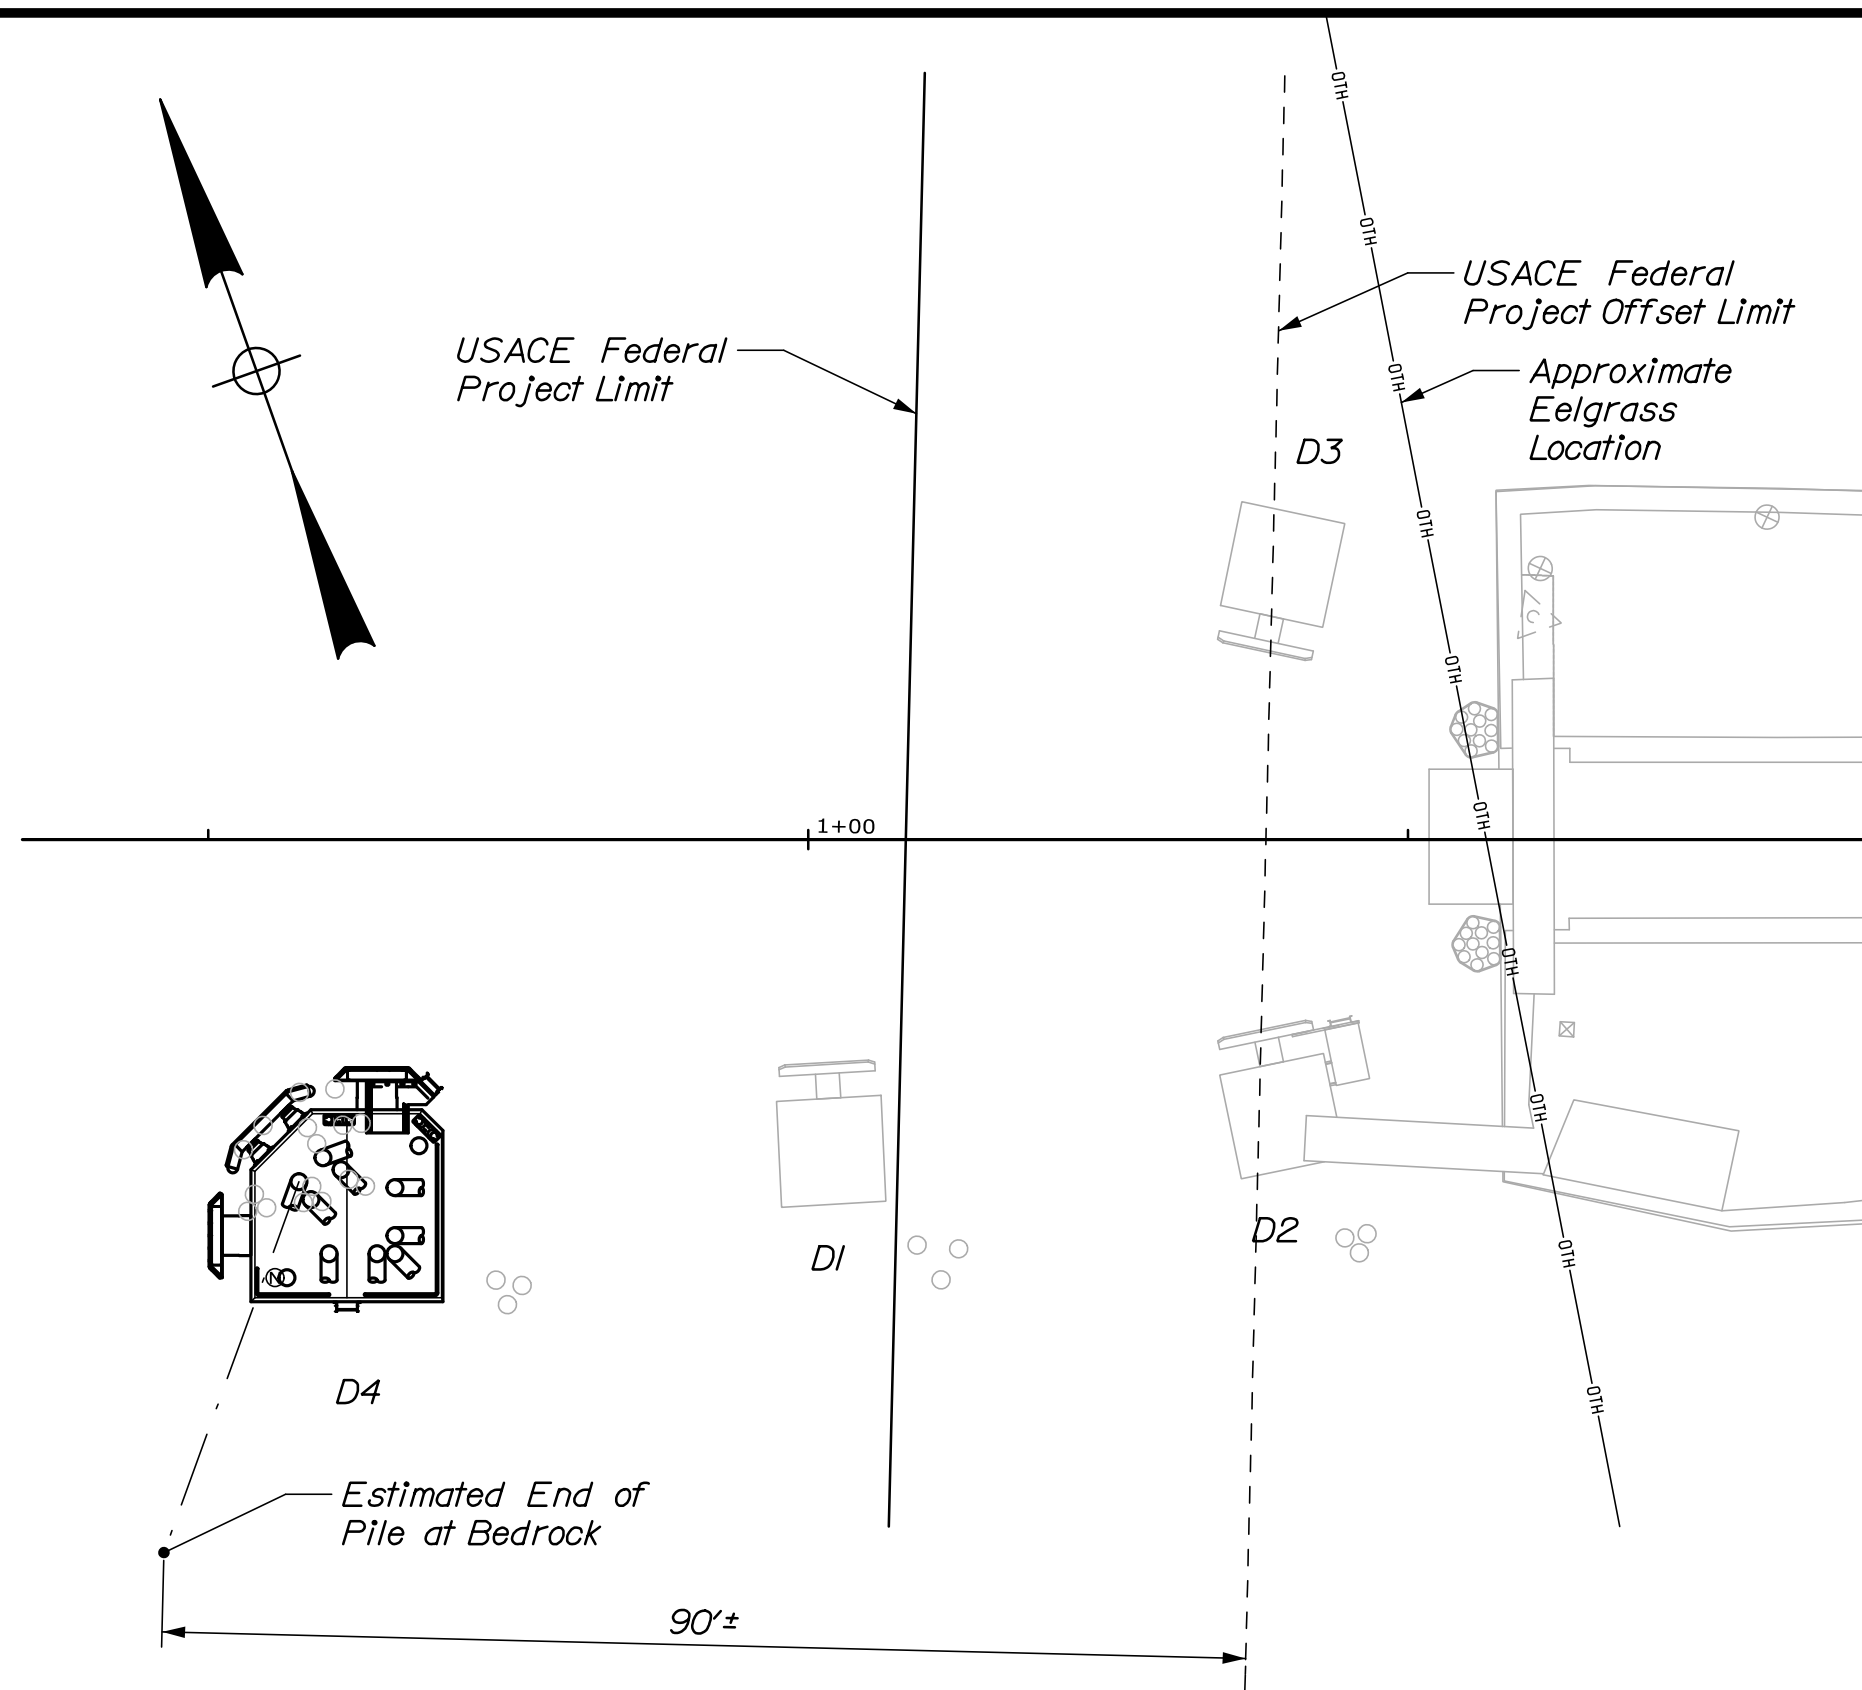 OTH
OTH
USACE Federal
Project Offset Limit
USACE Federal
Project Limit
Approximate
Eelgrass
Location
OTH
D3
OTH
OTH
1+00
OTH
OTH
OTH
D2
D1
OTH
N
D4
OTH
Estimated End of
Pile at Bedrock
90'±